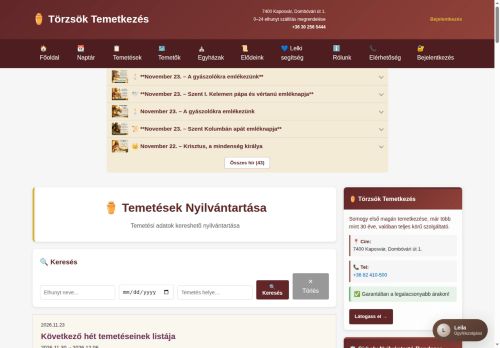 Törzsök Temetkezés
7400 Kaposvár, Dombóvári út 1.
0–24 elhunyt szállítás megrendelése
+36 30 256 5444
Bejelentkezés
Főoldal
Naptár
Temetések
Temetők
Egyházak
Elődeink
Lelki segítség
Rólunk
Elérhetőség
Bejelentkezés
**November 23. – A gyászolókra emlékezünk**
**November 23. – Szent I. Kelemen pápa és vértanú emléknapja**
November 23. – A gyászolókra emlékezünk
**November 23. – Szent Kolumbán apát emléknapja**
November 22. – Krisztus, a mindenség királya
Összes hír (43)
Temetések Nyilvántartása
Temetési adatok kereshető nyilvántartása
Keresés
Elhunyt neve...
mm/dd/yyyy
Temetés helye...
Keresés
✕
Törlés
2026.11.23
Következő hét temetéseinek listája
Törzsök Temetkezés
Somogy első magán temetkezése, már több
mint 30 éve, valóban teljes körű szolgáltató.
Cím:
7400 Kaposvár, Dombóvári út 1.
Tel:
+36 82 410-500
Garantáltan a legalacsonyabb árakon!
Látogass el →
L
Leila
Ügyfélszolgálat